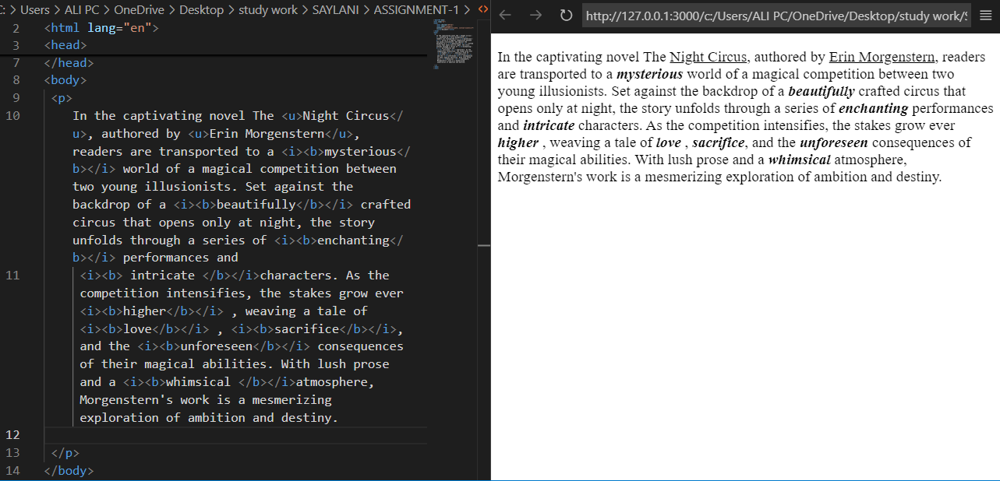 C: > Users > ALI PC > OneDrive > Desktop > study work > SAYLANI > ASSIGNMENT-1 >
2 <html lang="en">
3 <head>
7 </head>
8 <body>
9 <p>
10 In the captivating novel The <u>Night Circus</
u>, authored by <u>Erin Morgenstern</u>,
readers are transported to a <i><b>mysterious</
b></i> world of a magical competition between
two young illusionists. Set against the
backdrop of a <i><b>beautifully</b></i> crafted
circus that opens only at night, the story
unfolds through a series of <i><b>enchanting</
b></i> performances and
11 <i><b> intricate </b></i>characters. As the
competition intensifies, the stakes grow ever
<i><b>higher</b></i> , weaving a tale of
<i><b>love</b></i> , <i><b>sacrifice</b></i>,
and the <i><b>unforeseen</b></i> consequences
of their magical abilities. With lush prose
and a <i><b>whimsical </b></i>atmosphere,
Morgenstern's work is a mesmerizing
exploration of ambition and destiny.
12
13 </p>
14 </body>
http://127.0.0.1:3000/c:/Users/ALI PC/OneDrive/Desktop/study work/S
In the captivating novel The Night Circus, authored by Erin Morgenstern, readers
are transported to a mysterious world of a magical competition between two
young illusionists. Set against the backdrop of a beautifully crafted circus that
opens only at night, the story unfolds through a series of enchanting performances
and intricate characters. As the competition intensifies, the stakes grow ever
higher , weaving a tale of love , sacrifice, and the unforeseen consequences of
their magical abilities. With lush prose and a whimsical atmosphere,
Morgenstern's work is a mesmerizing exploration of ambition and destiny.